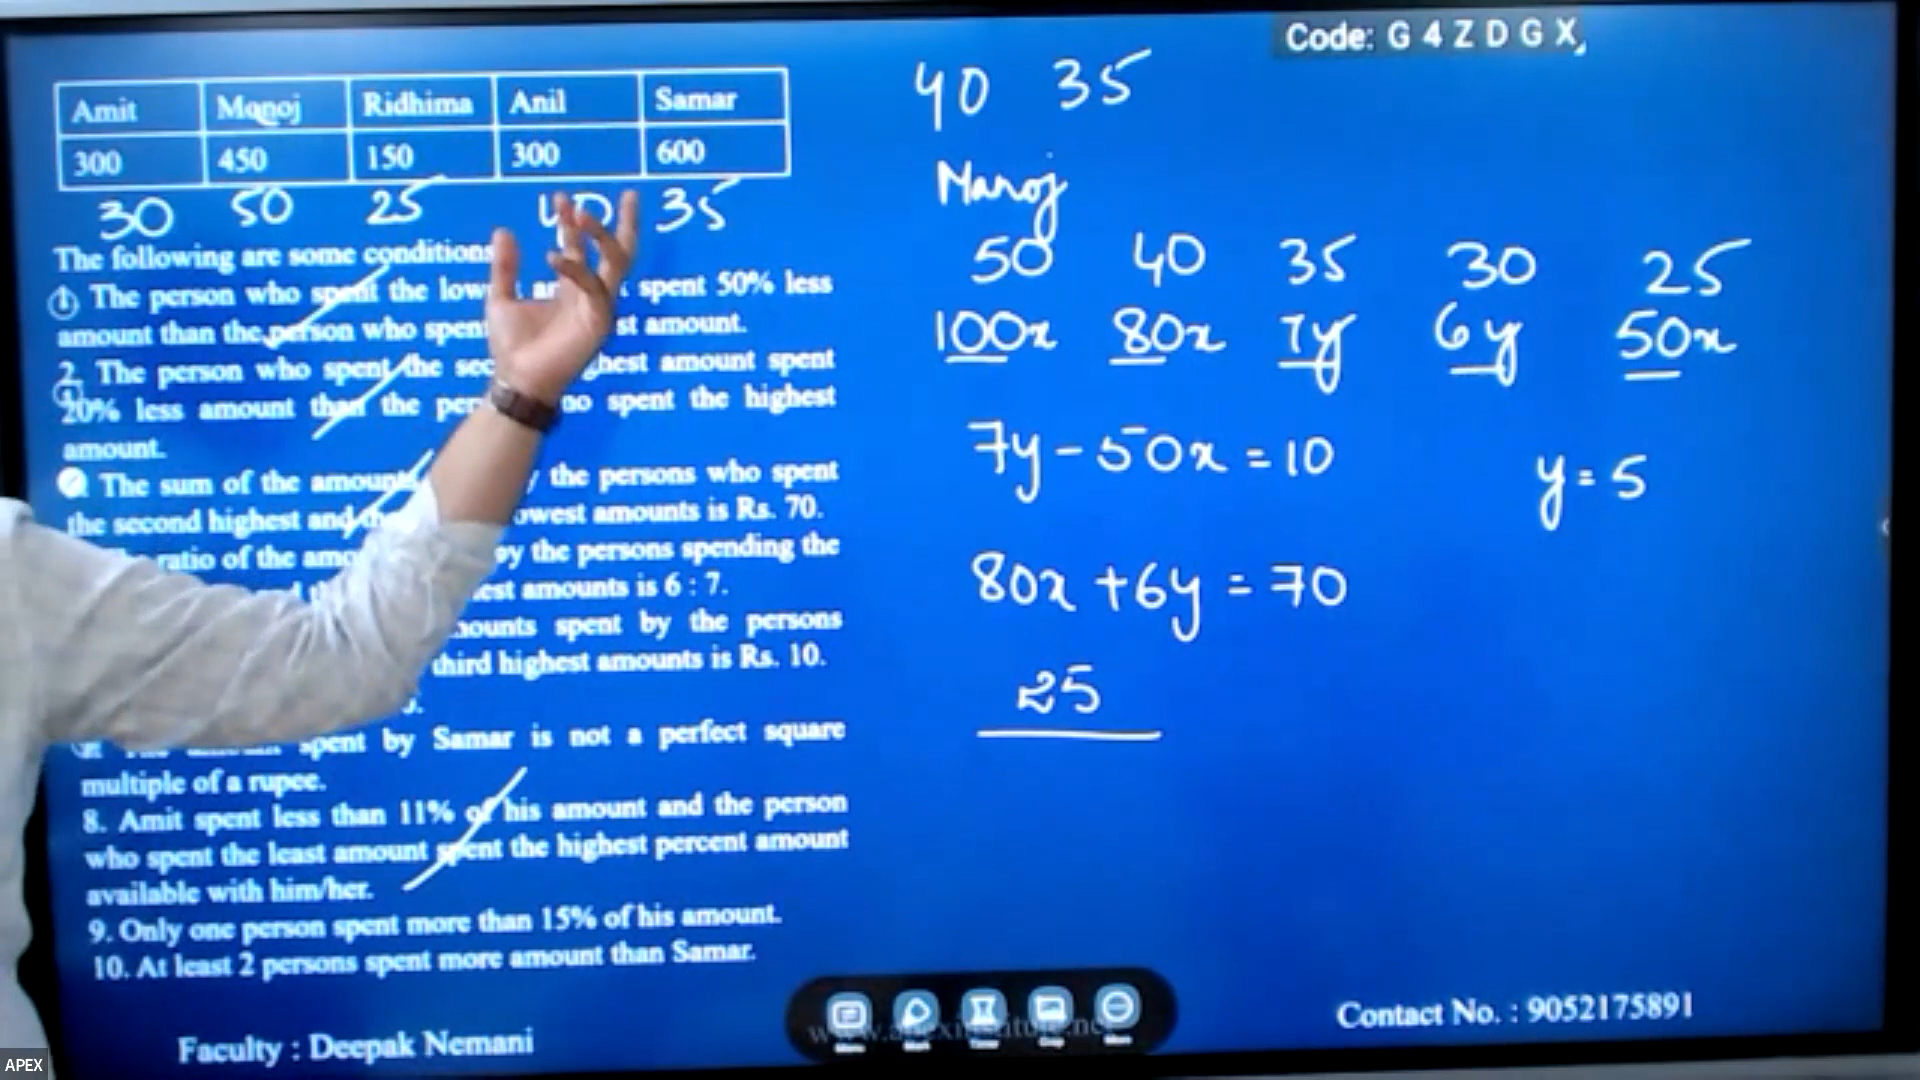 Code: G 4 Z D G X
Amit Manoj Ridhima Anil Samar
300 450 150 300 600
30 50 25 40 35
The following are some conditions
1. The person who spent the spent 50% less
amount than the person who spent st amount.
2. The person who spent the ghest amount spent
20% less amount than the who spent the highest
amount.
The sum of the amounts the persons who spent
the second highest and owest amounts is Rs. 70.
ratio of the by the persons spending the
est amounts is 6 : 7.
ounts spent by the persons
third highest amounts is Rs. 10.
spent by Samar is not a perfect square
multiple of a rupee.
8. Amit spent less than 11% of his amount and the person
who spent the least amount spent the highest percent amount
available with him/her.
9. Only one person spent more than 15% of his amount.
10. At least 2 persons spent more amount than Samar.
40 35
Manoj
50 40 35 30 25
100x 80x 7y 6y 50x
7y - 50x = 10
y = 5
80x + 6y = 70
25
Faculty : Deepak Nemani
Contact No. : 9052175891
APEX